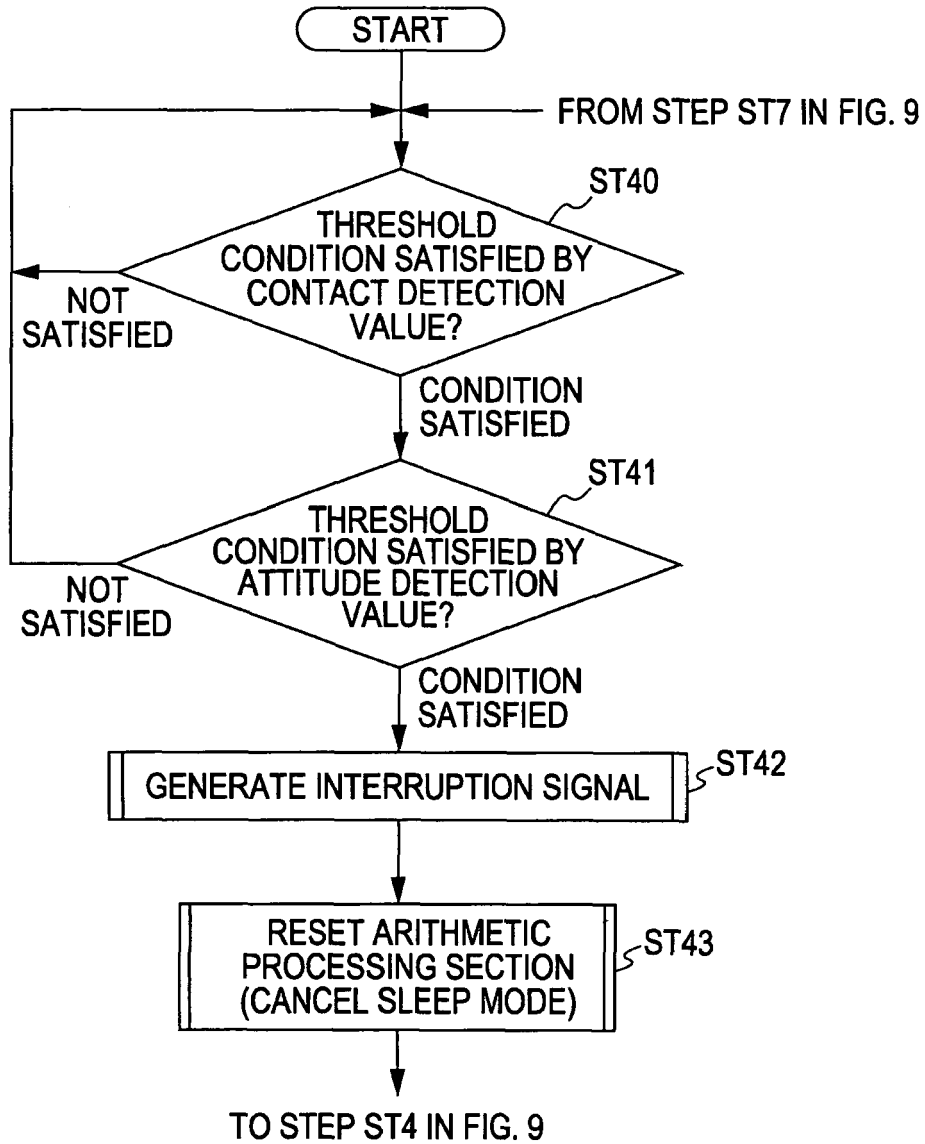 START
FROM STEP ST7 IN FIG. 9
ST40
THRESHOLD
CONDITION SATISFIED BY
CONTACT DETECTION
VALUE?
NOT
SATISFIED
CONDITION
SATISFIED
ST41
THRESHOLD
CONDITION SATISFIED BY
ATTITUDE DETECTION
VALUE?
NOT
SATISFIED
CONDITION
SATISFIED
GENERATE INTERRUPTION SIGNAL
ST42
RESET ARITHMETIC
PROCESSING SECTION
(CANCEL SLEEP MODE)
ST43
TO STEP ST4 IN FIG. 9